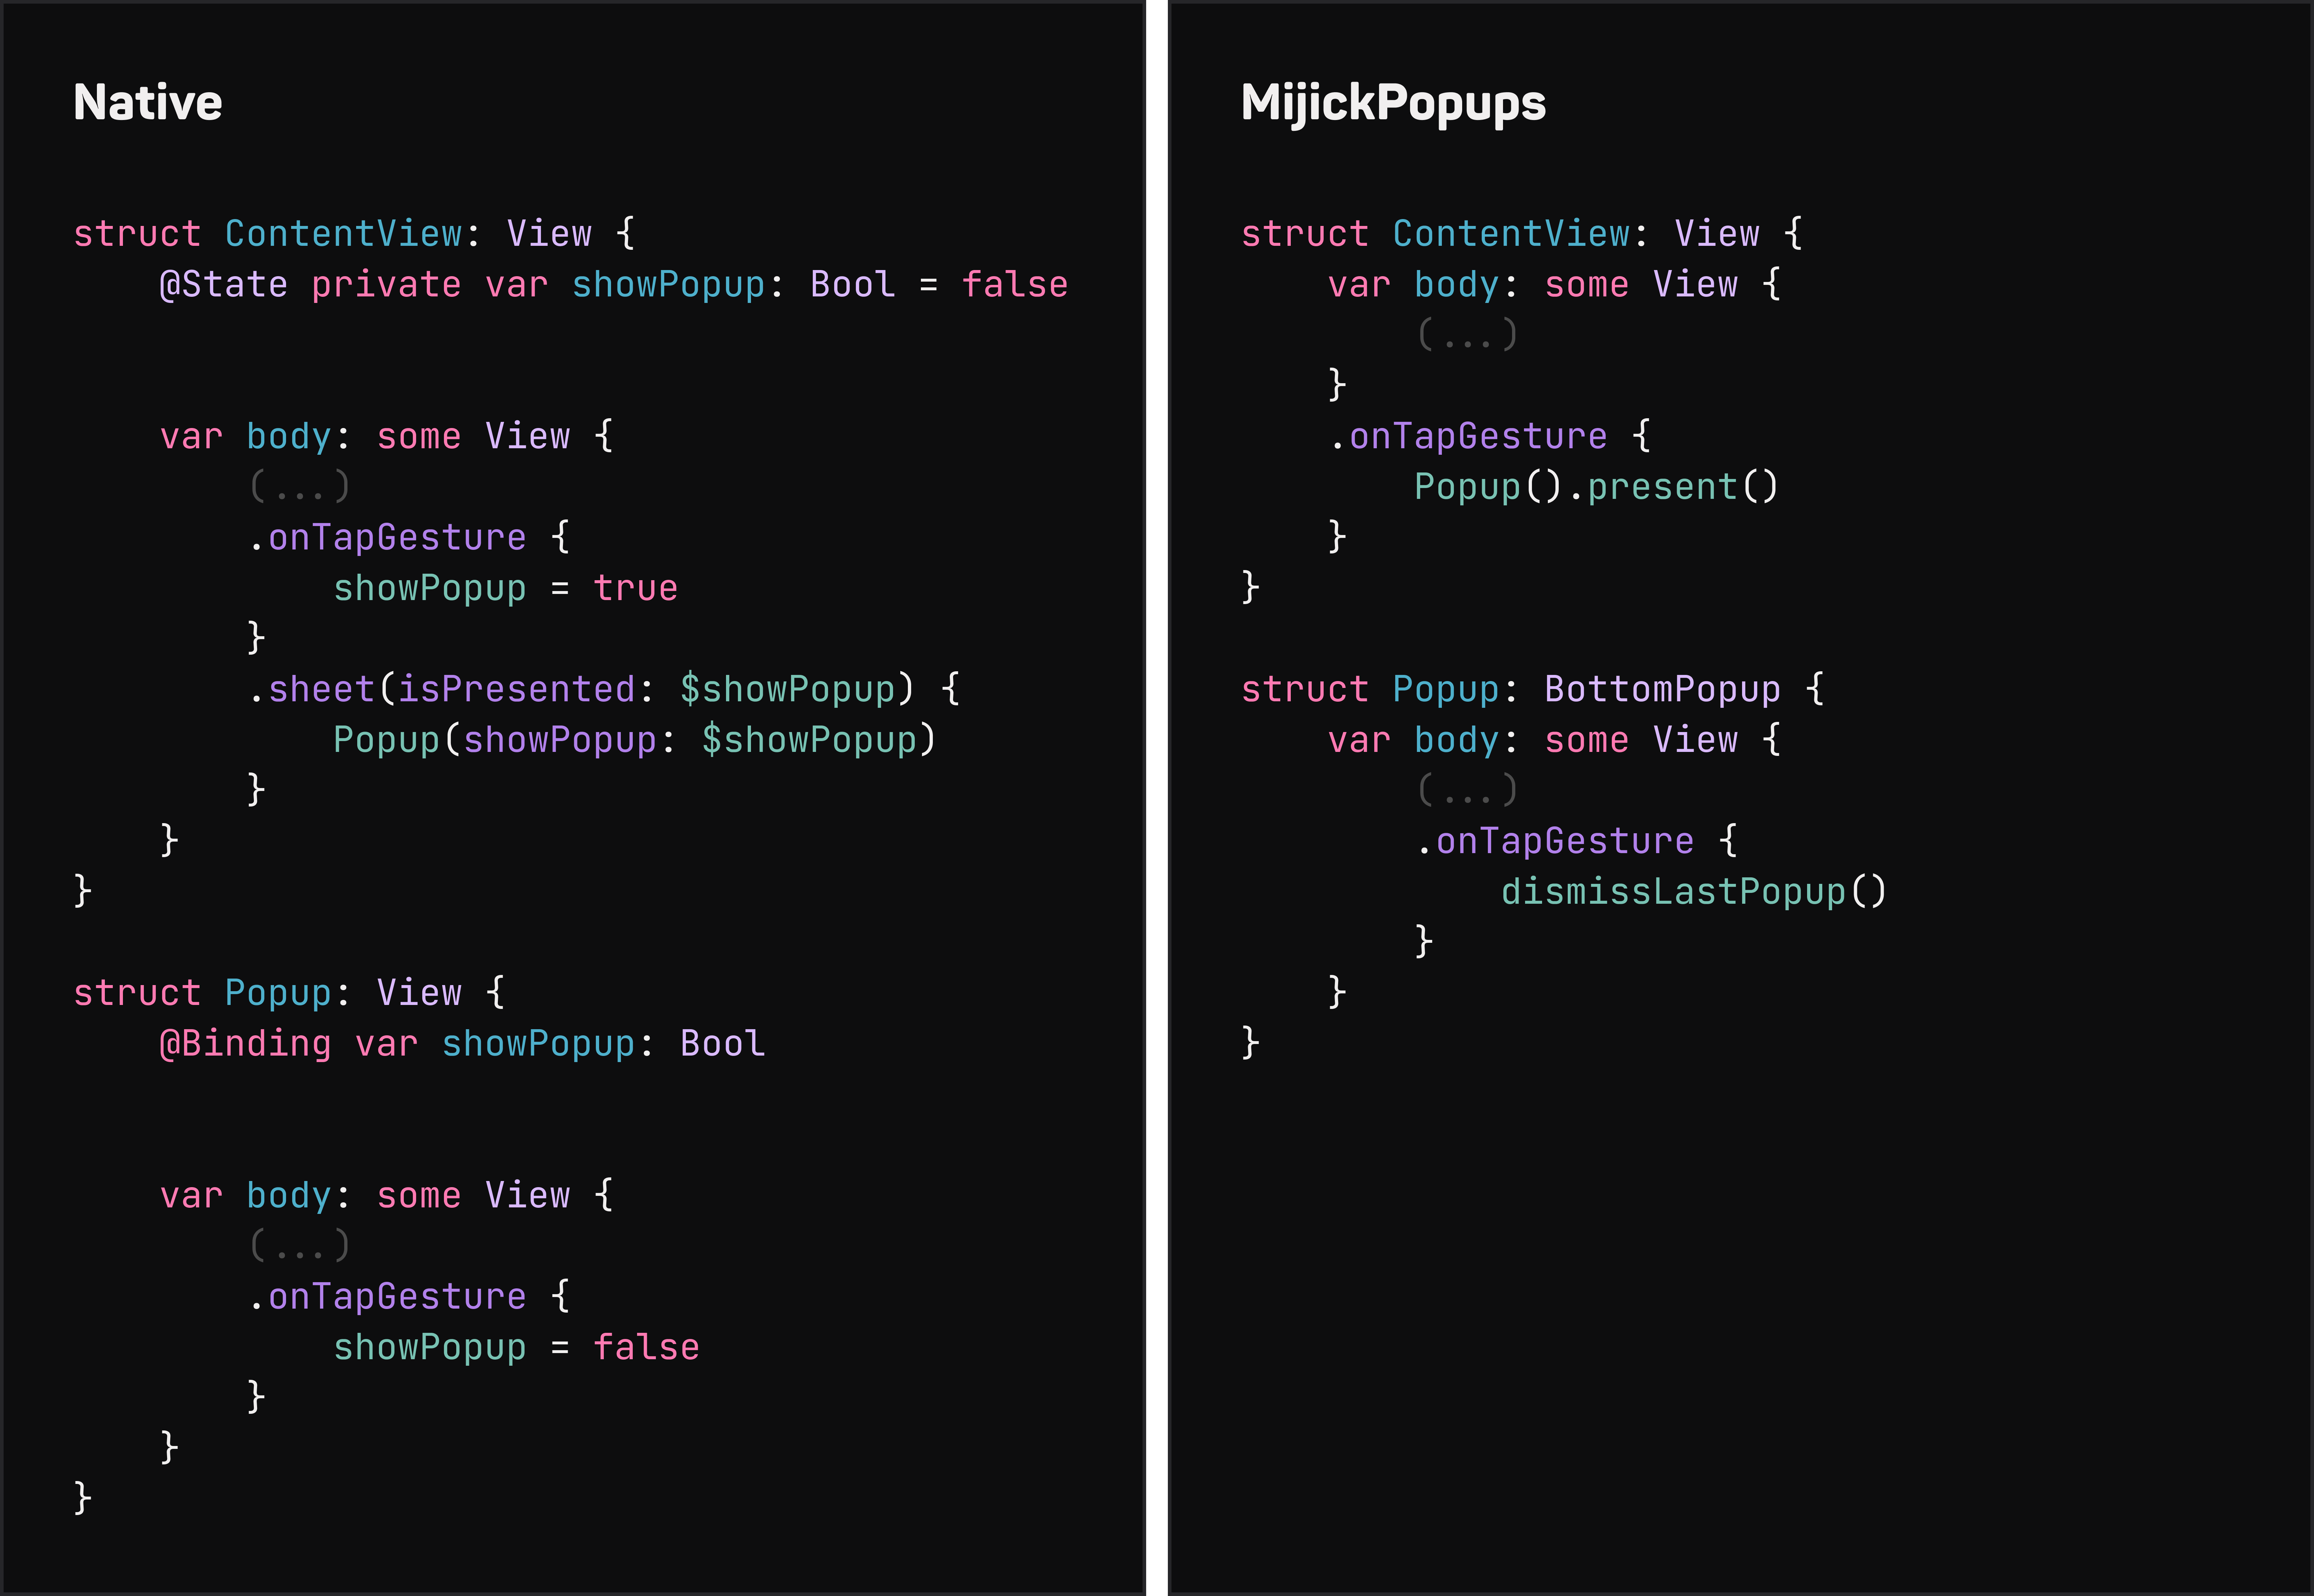 Native
struct ContentView: View {
@State private var showPopup: Bool = false
var body: some View {
(...)
.onTapGesture {
showPopup = true
}
.sheet(isPresented: $showPopup) {
Popup(showPopup: $showPopup)
}
}
}
struct Popup: View {
@Binding var showPopup: Bool
var body: some View {
(...)
.onTapGesture {
showPopup = false
}
}
}
MijickPopups
struct ContentView: View {
var body: some View {
(...)
}
.onTapGesture {
Popup().present()
}
}
struct Popup: BottomPopup {
var body: some View {
(...)
.onTapGesture {
dismissLastPopup()
}
}
}